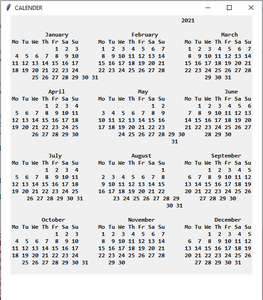 CALENDER
2021
January February March
Mo Tu We Th Fr Sa Su Mo Tu We Th Fr Sa Su Mo Tu We Th Fr Sa Su
1 2 3 1 2 3 4 5 6 7 1 2 3 4 5 6 7
4 5 6 7 8 9 10 8 9 10 11 12 13 14 8 9 10 11 12 13 14
11 12 13 14 15 16 17 15 16 17 18 19 20 21 15 16 17 18 19 20 21
18 19 20 21 22 23 24 22 23 24 25 26 27 28 22 23 24 25 26 27 28
25 26 27 28 29 30 31
April May June
Mo Tu We Th Fr Sa Su Mo Tu We Th Fr Sa Su Mo Tu We Th Fr Sa Su
1 2 3 4 1 2 1 2 3 4 5 6
5 6 7 8 9 10 11 3 4 5 6 7 8 9 7 8 9 10 11 12 13
12 13 14 15 16 17 18 10 11 12 13 14 15 16 14 15 16 17 18 19 20
19 20 21 22 23 24 25 17 18 19 20 21 22 23 21 22 23 24 25 26 27
26 27 28 29 30 24 25 26 27 28 29 30
31
July August September
Mo Tu We Th Fr Sa Su Mo Tu We Th Fr Sa Su Mo Tu We Th Fr Sa Su
1 2 3 4 1 1 2 3 4 5
5 6 7 8 9 10 11 2 3 4 5 6 7 8 6 7 8 9 10 11 12
12 13 14 15 16 17 18 9 10 11 12 13 14 15 13 14 15 16 17 18 19
19 20 21 22 23 24 25 16 17 18 19 20 21 22 20 21 22 23 24 25 26
26 27 28 29 30 31 23 24 25 26 27 28 29 27 28 29 30
30 31
October November December
Mo Tu We Th Fr Sa Su Mo Tu We Th Fr Sa Su Mo Tu We Th Fr Sa Su
1 2 3 1 2 3 4 5 6 7 1 2 3 4 5
4 5 6 7 8 9 10 8 9 10 11 12 13 14 6 7 8 9 10 11 12
11 12 13 14 15 16 17 15 16 17 18 19 20 21 13 14 15 16 17 18 19
18 19 20 21 22 23 24 22 23 24 25 26 27 28 20 21 22 23 24 25 26
25 26 27 28 29 30 31 29 30 27 28 29 30 31